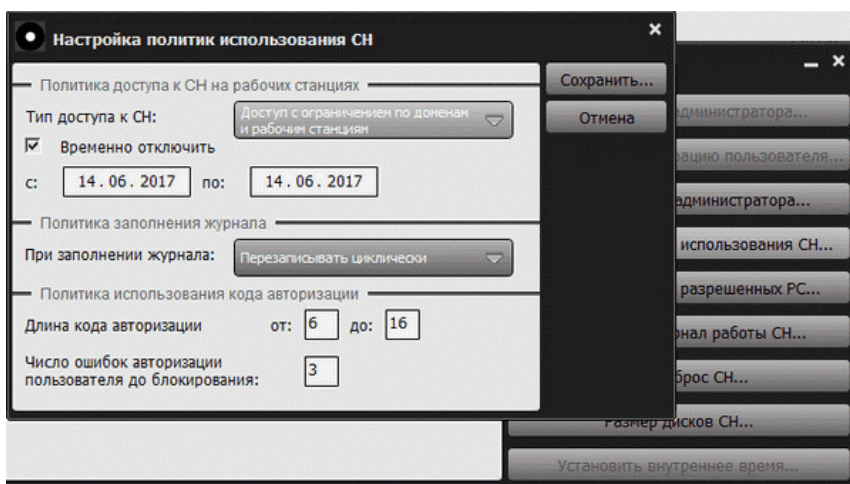 Настройка политик использования СН
Политика доступа к СН на рабочих станциях
Сохранить...
Тип доступа к СН:
Доступ с ограничением по доменам
и рабочим станциям
Отмена
администратора...
Временно отключить
пользователя...
с: 14 . 06 . 2017 по: 14 . 06 . 2017
администратора...
Политика заполнения журнала
При заполнении журнала:
Перезаписывать циклически
использования СН...
Политика использования кода авторизации
разрешенных РС...
Длина кода авторизации от: 6 до: 16
работы СН...
Число ошибок авторизации
пользователя до блокирования:
3
СН...
Размер дисков СН...
Установить внутреннее время...